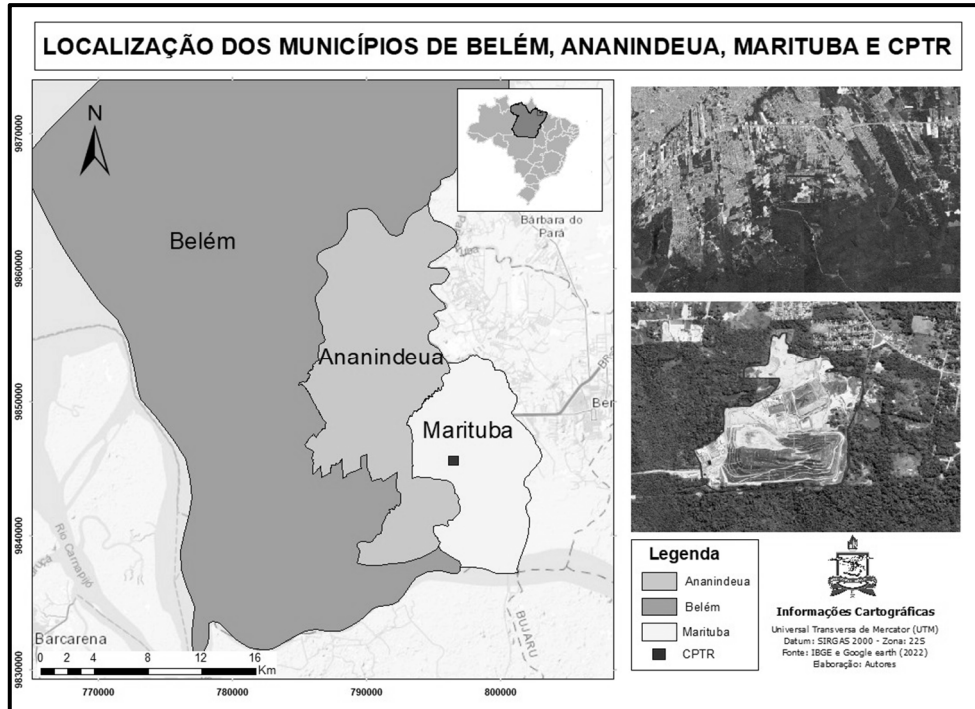 LOCALIZAÇÃO DOS MUNICÍPIOS DE BELÉM, ANANINDEUA, MARITUBA E CPTR
N
Belém
Ananindeua
Marituba
Bárbara do
Pará
Ber
BR-
Rio Carnapijó
Barcarena
BUJARU
0 2 4 8 12 16
Km
9870000
9860000
9850000
9840000
9830000
770000 780000 790000 800000
Legenda
Ananindeua
Belém
Marituba
CPTR
Informações Cartográficas
Universal Transversa de Mercator (UTM)
Datum: SIRGAS 2000 - Zona: 22S
Fonte: IBGE e Google earth (2022)
Elaboração: Autores